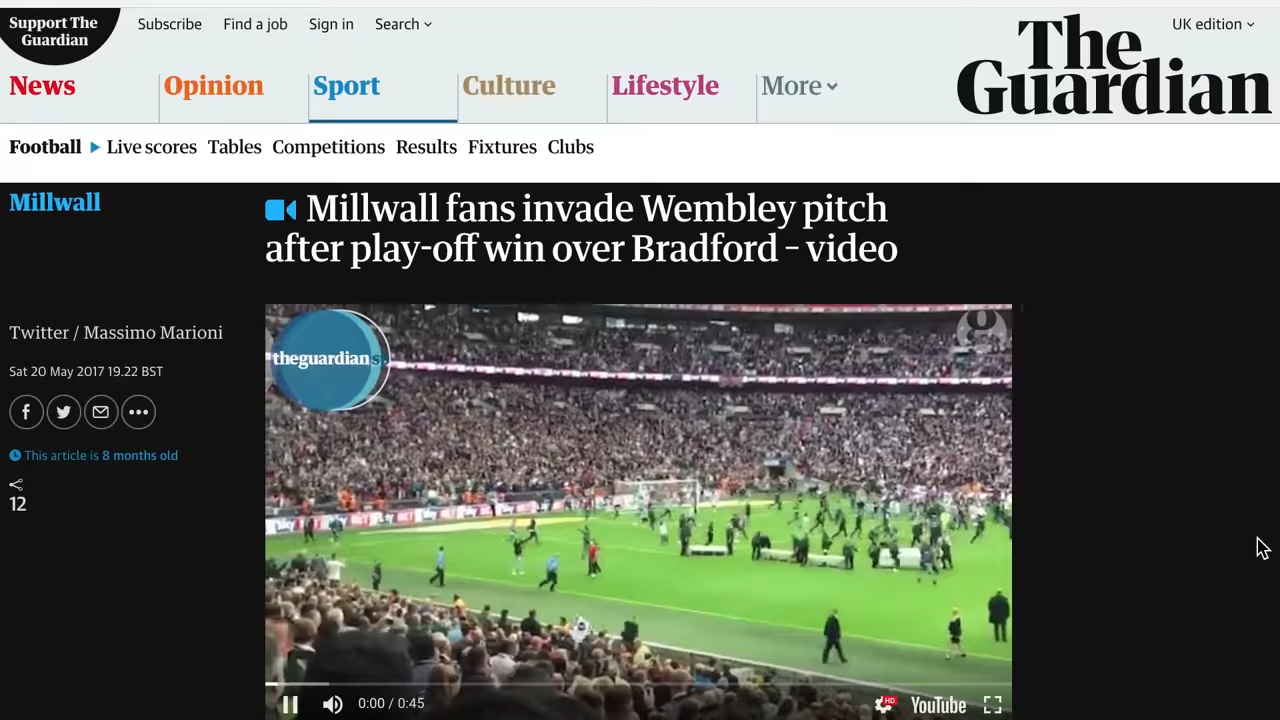 Support The
Guardian
Subscribe Find a job Sign in Search
UK edition
The
Guardian
News Opinion Sport Culture Lifestyle More
Football Live scores Tables Competitions Results Fixtures Clubs
Millwall
Millwall fans invade Wembley pitch
after play-off win over Bradford – video
Twitter / Massimo Marioni
Sat 20 May 2017 19.22 BST
This article is 8 months old
12
theguardian
g
0:00 / 0:45
HD
YouTube